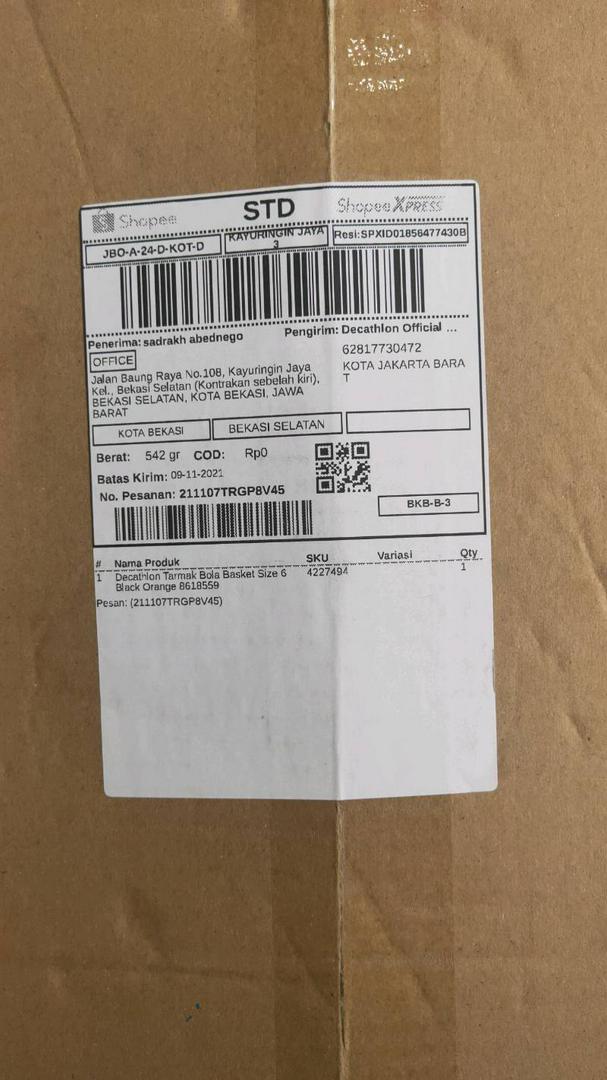 Shopee
STD
Shopee XPRESS
JBO-A-24-D-KOT-D
KAYURINGIN JAYA
3
Resi:SPXID01856477430B
Penerima: sadrakh abednego
Pengirim: Decathlon Official ...
OFFICE
62817730472
KOTA JAKARTA BARA
T
Jalan Baung Raya No.108, Kayuringin Jaya
Kel., Bekasi Selatan (Kontrakan sebelah kiri),
BEKASI SELATAN, KOTA BEKASI, JAWA
BARAT
KOTA BEKASI
BEKASI SELATAN
Berat: 542 gr COD: Rp0
Batas Kirim: 09-11-2021
No. Pesanan: 211107TRGP8V45
BKB-B-3
# Nama Produk SKU Variasi Qty
1 Decathlon Tarmak Bola Basket Size 6 4227494 1
Black Orange 8618559
Pesan: (211107TRGP8V45)